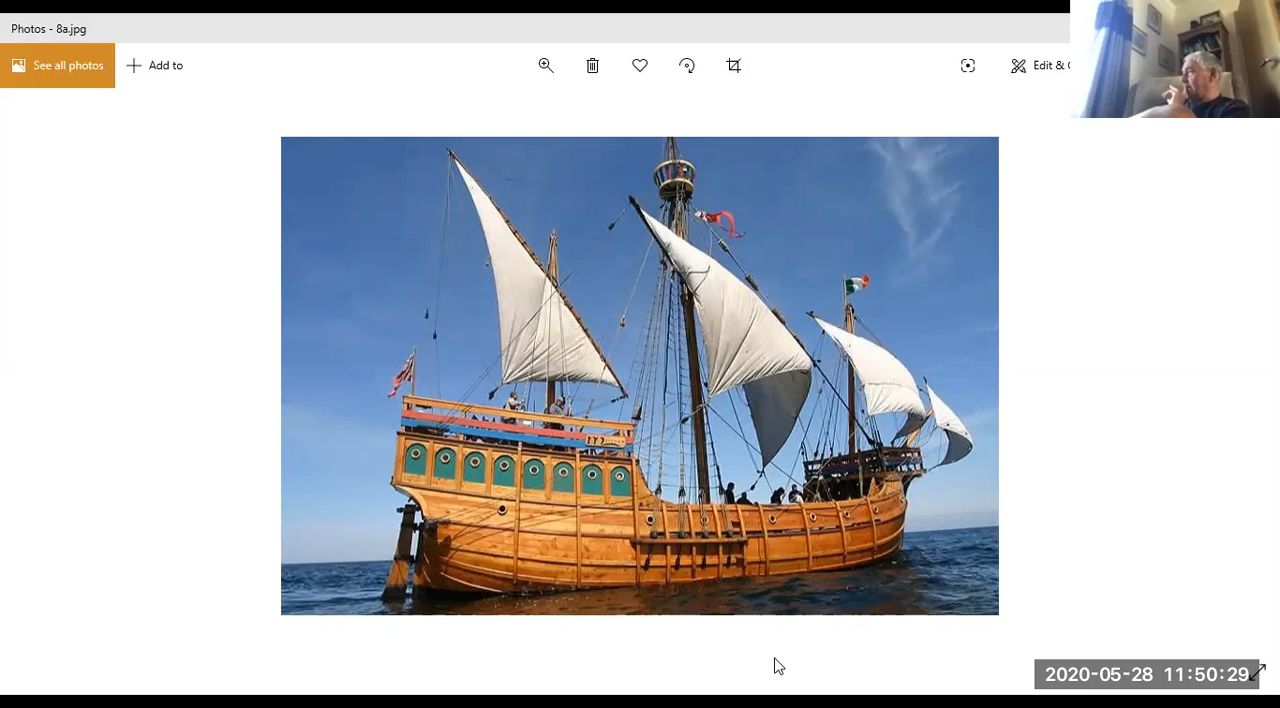 Photos - 8a.jpg
See all photos
Add to
Edit & C
2020-05-28 11:50:29